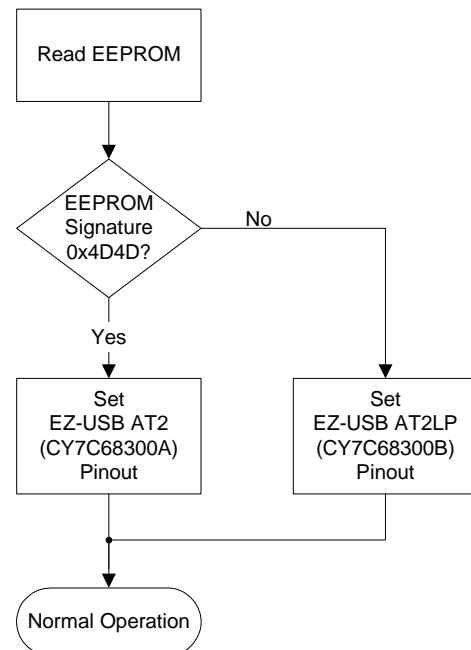 Read EEPROM
EEPROM
Signature
0x4D4D?
No
Yes
Set
EZ-USB AT2
(CY7C68300A)
Pinout
Set
EZ-USB AT2LP
(CY7C68300B)
Pinout
Normal Operation